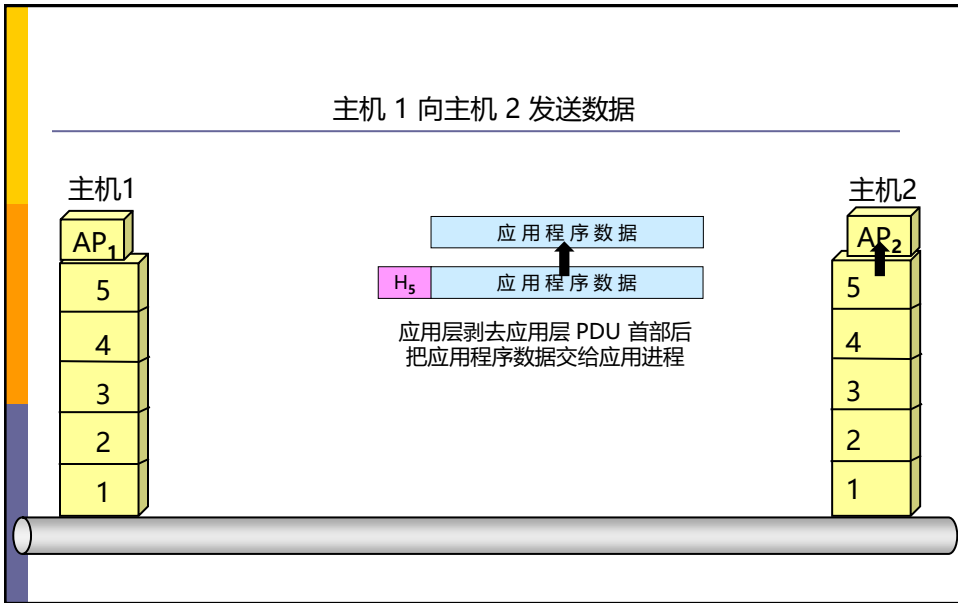 主机 1 向主机 2 发送数据
主机1
主机2
AP₁
应用程序数据
AP₂
5
H₅
应用程序数据
5
应用层剥去应用层 PDU 首部后
把应用程序数据交给应用进程
4
4
3
3
2
2
1
1